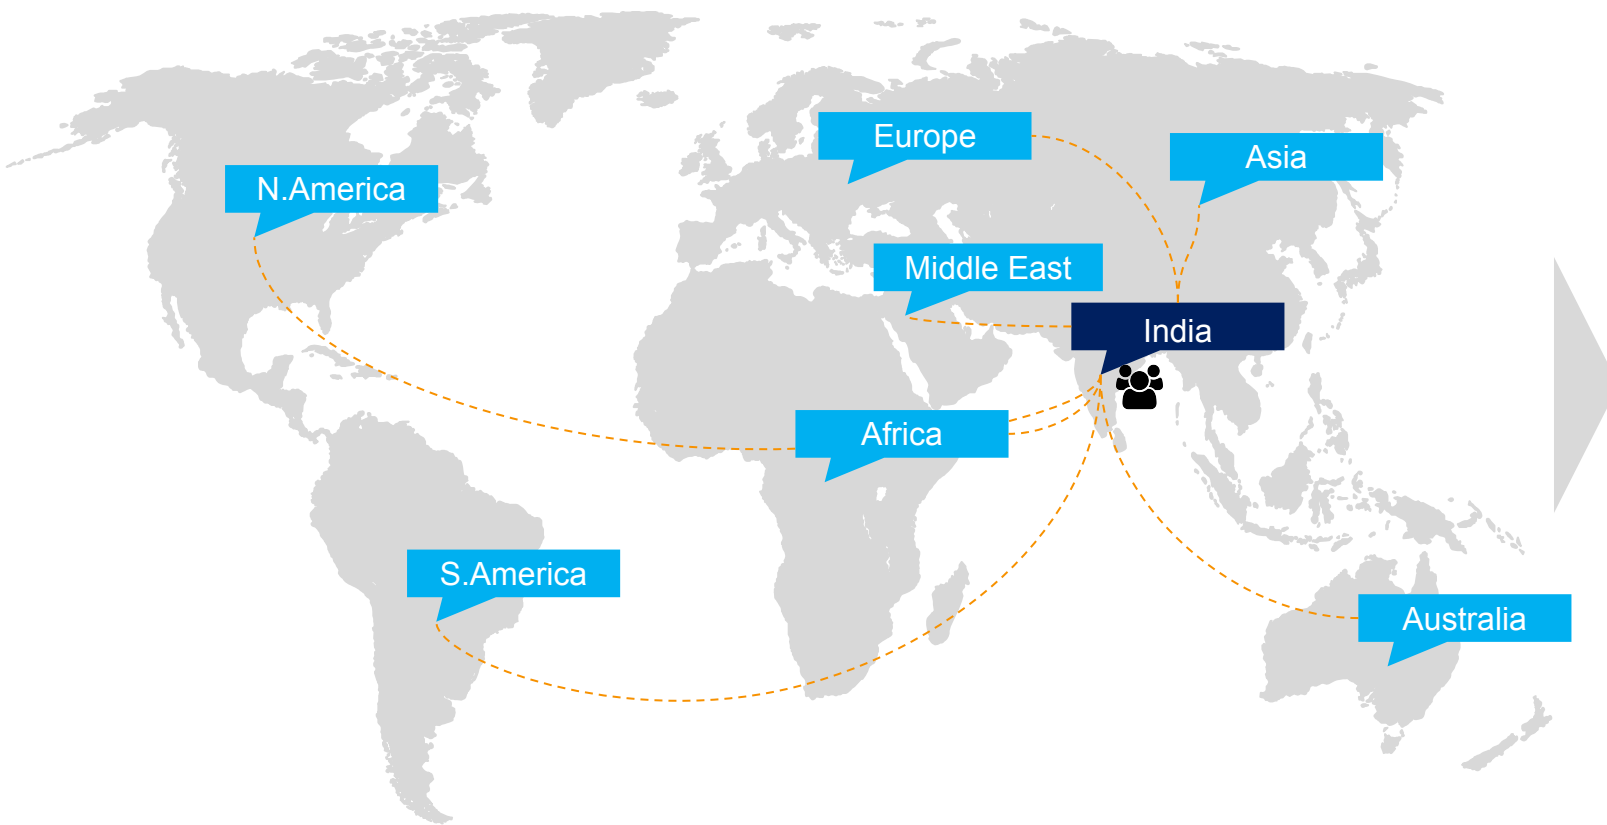 Europe
Asia
N.America
Middle East
India
Africa
S.America
Australia